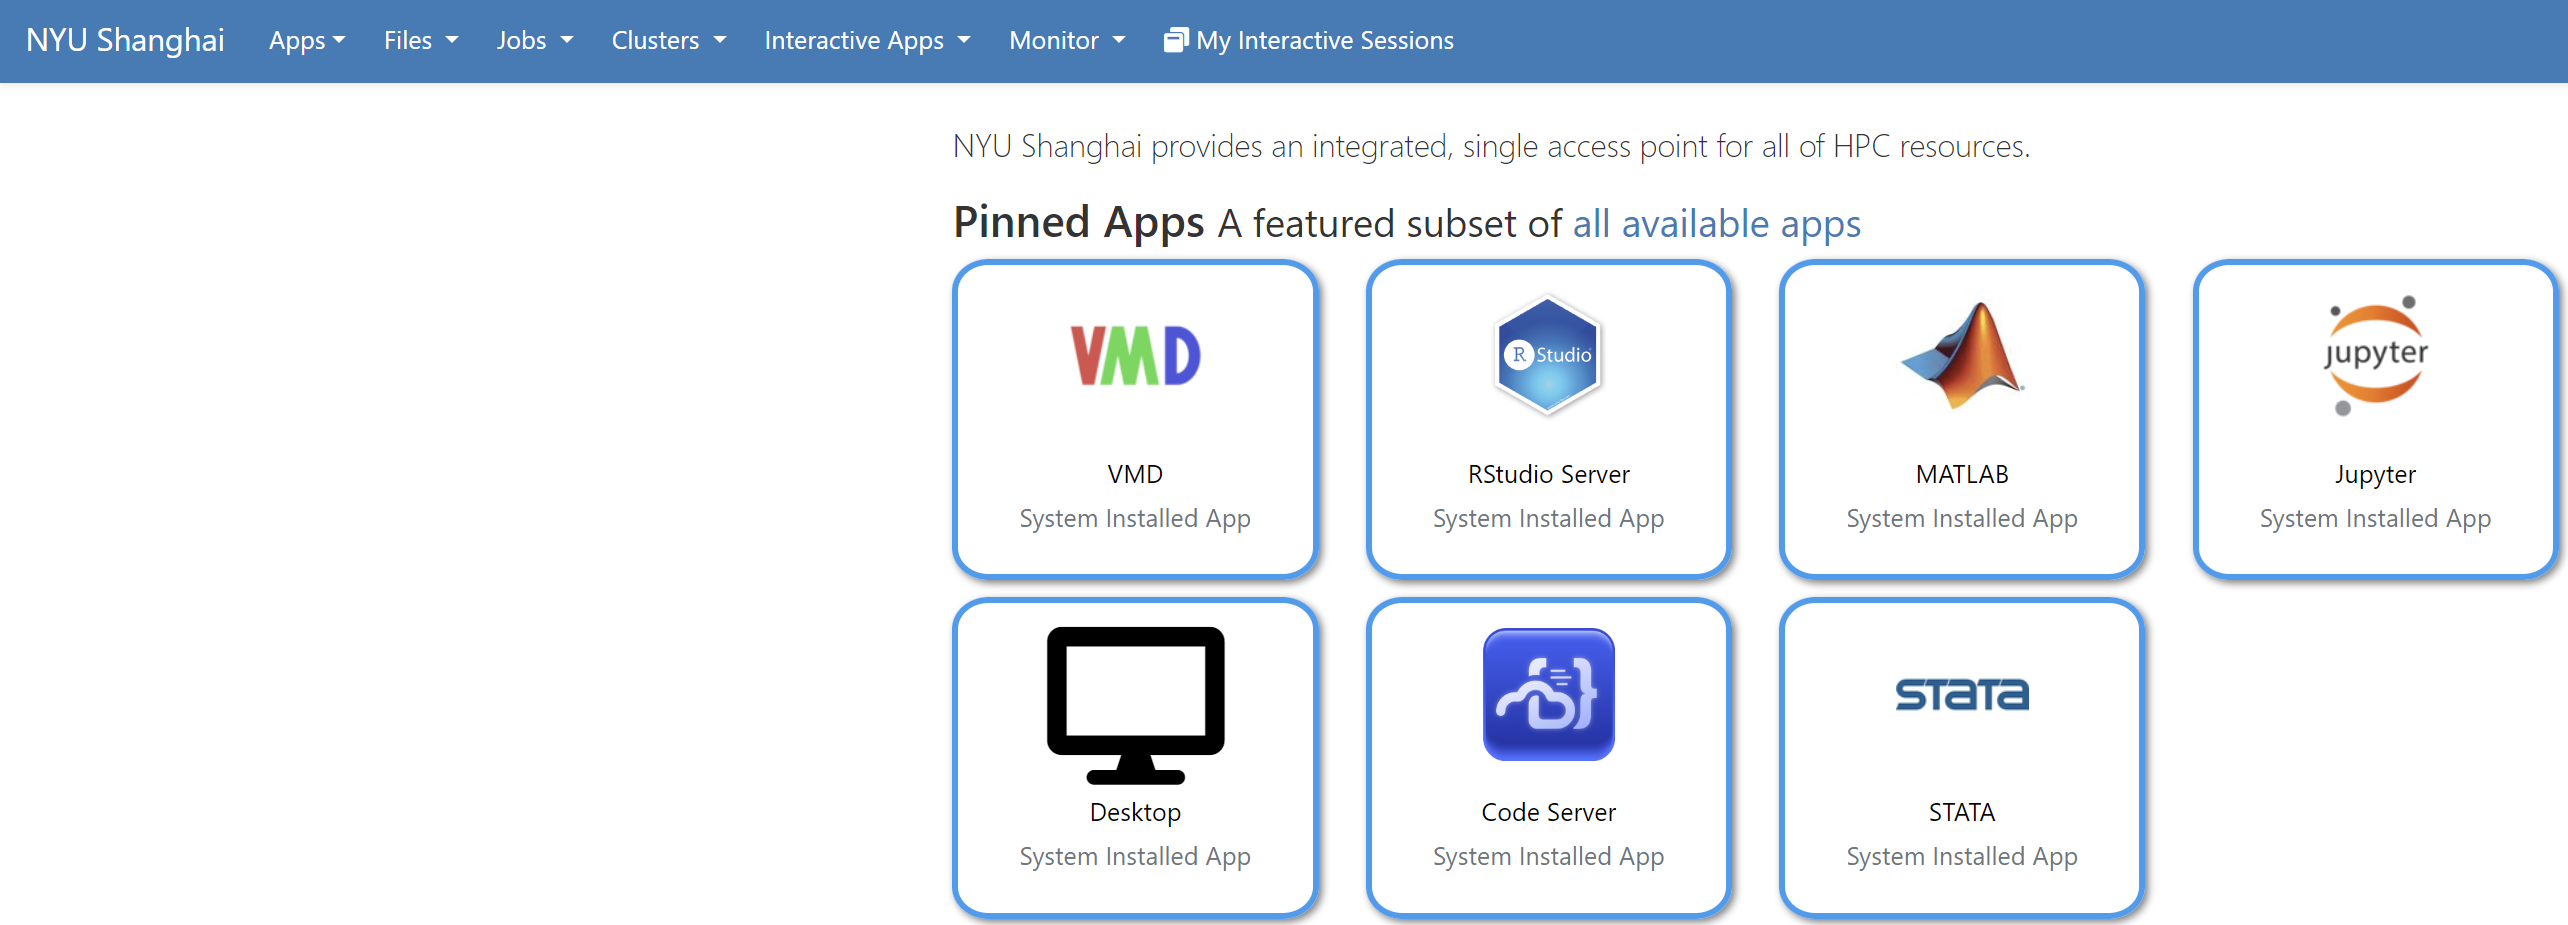 NYU Shanghai Apps Files Jobs Clusters Interactive Apps Monitor My Interactive Sessions
NYU Shanghai provides an integrated, single access point for all of HPC resources.
Pinned Apps A featured subset of all available apps
VMD
R Studio
jupyter
VMD RStudio Server MATLAB Jupyter
System Installed App System Installed App System Installed App System Installed App
STATA
Desktop Code Server STATA
System Installed App System Installed App System Installed App